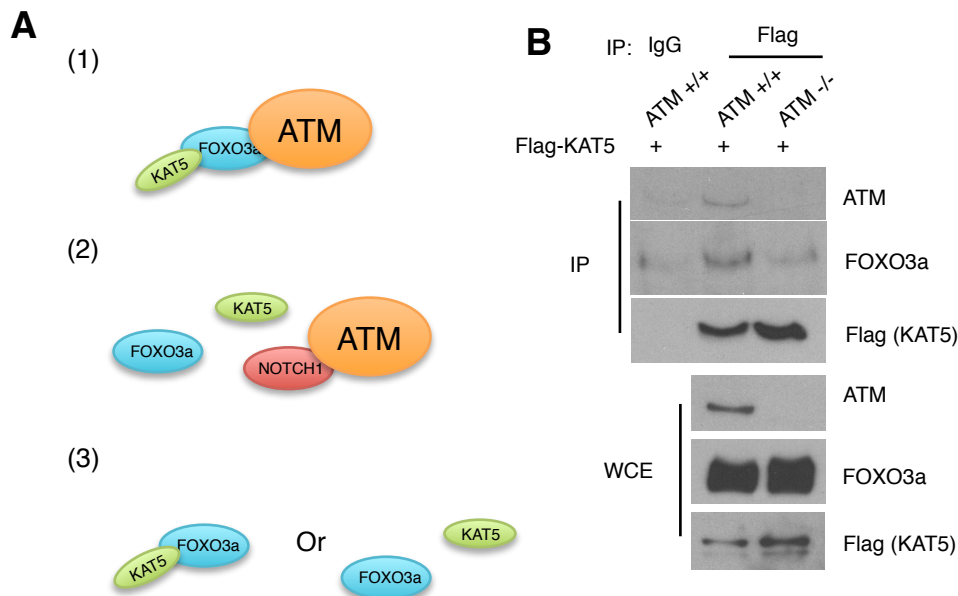 A
(1)
ATM
FOXO3a
KAT5
(2)
KAT5
ATM
FOXO3a
NOTCH1
(3)
FOXO3a
KAT5
Or
KAT5
FOXO3a
B
IP: IgG Flag
ATM +/+ ATM +/+ ATM -/-
Flag-KAT5 + + +
IP
ATM
FOXO3a
Flag (KAT5)
WCE
ATM
FOXO3a
Flag (KAT5)